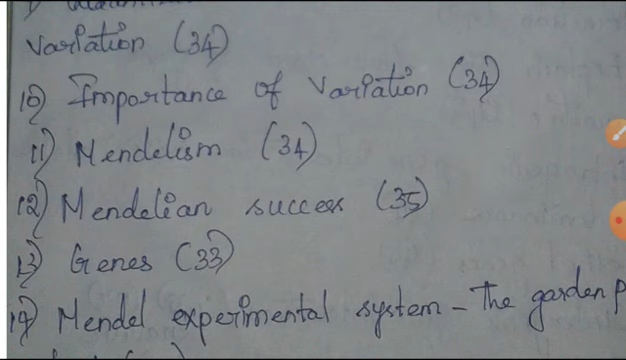 Variation (34)
10) Importance of Variation (34)
11) Mendelism (34)
12) Mendelian success (35)
13) Genes (33)
14) Mendel experimental system - The garden p